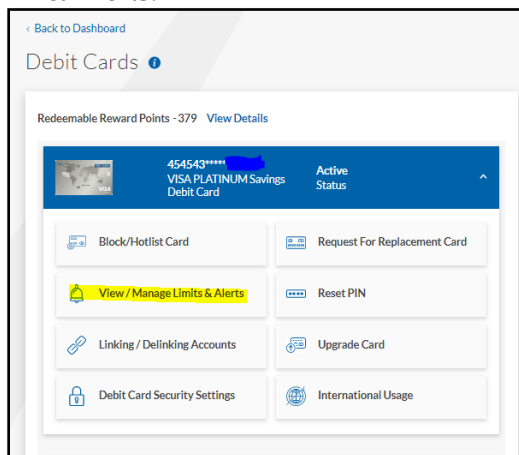 ‹ Back to Dashboard
Debit Cards
Redeemable Reward Points - 379 View Details
454543*****
VISA PLATINUM Savings
Debit Card
Active
Status
VISA
Block/Hotlist Card
Request For Replacement Card
View / Manage Limits & Alerts
Reset PIN
Linking / Delinking Accounts
Upgrade Card
Debit Card Security Settings
International Usage